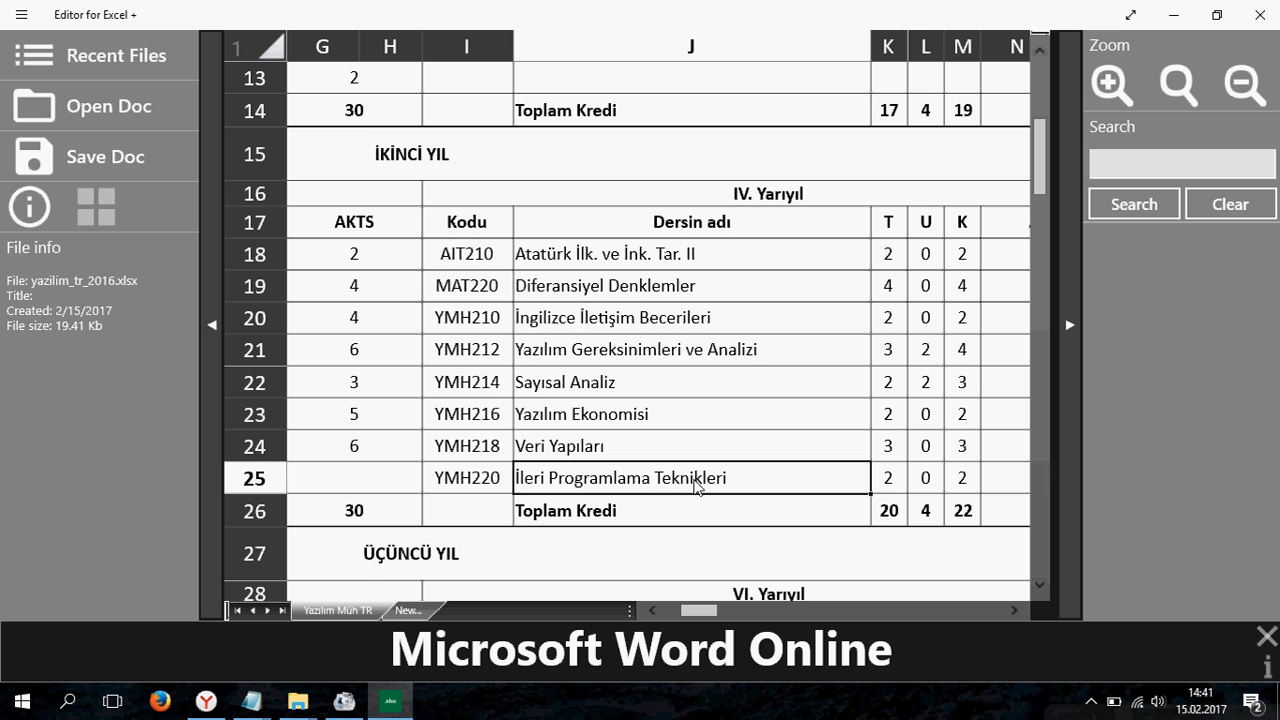 Editor for Excel +
Recent Files
Open Doc
Save Doc
File info
File: yazilim_tr_2016.xlsx
Title:
Created: 2/15/2017
File size: 19.41 Kb
1 G H I J K L M N
13 2
14 30 Toplam Kredi 17 4 19
15 İKİNCİ YIL
16 IV. Yarıyıl
17 AKTS Kodu Dersin adı T U K
18 2 AIT210 Atatürk İlk. ve İnk. Tar. II 2 0 2
19 4 MAT220 Diferansiyel Denklemler 4 0 4
20 4 YMH210 İngilizce İletişim Becerileri 2 0 2
21 6 YMH212 Yazılım Gereksinimleri ve Analizi 3 2 4
22 3 YMH214 Sayısal Analiz 2 2 3
23 5 YMH216 Yazılım Ekonomisi 2 0 2
24 6 YMH218 Veri Yapıları 3 0 3
25 YMH220 İleri Programlama Teknikleri 2 0 2
26 30 Toplam Kredi 20 4 22
27 ÜÇÜNCÜ YIL
28 VI. Yarıyıl
Yazılım Müh TR New...
Zoom
Search
Search Clear
Microsoft Word Online
14:41
15.02.2017
2